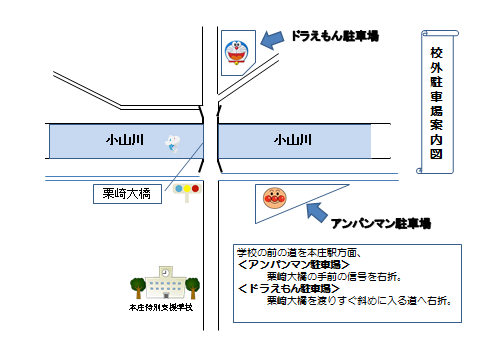 ドラえもん駐車場
校外駐車場案内図
小山川
小山川
栗崎大橋
アンパンマン駐車場
学校の前の道を本庄駅方面、
＜アンパンマン駐車場＞
栗崎大橋の手前の信号を右折。
＜ドラえもん駐車場＞
栗崎大橋を渡りすぐ斜めに入る道へ右折。
本庄特別支援学校